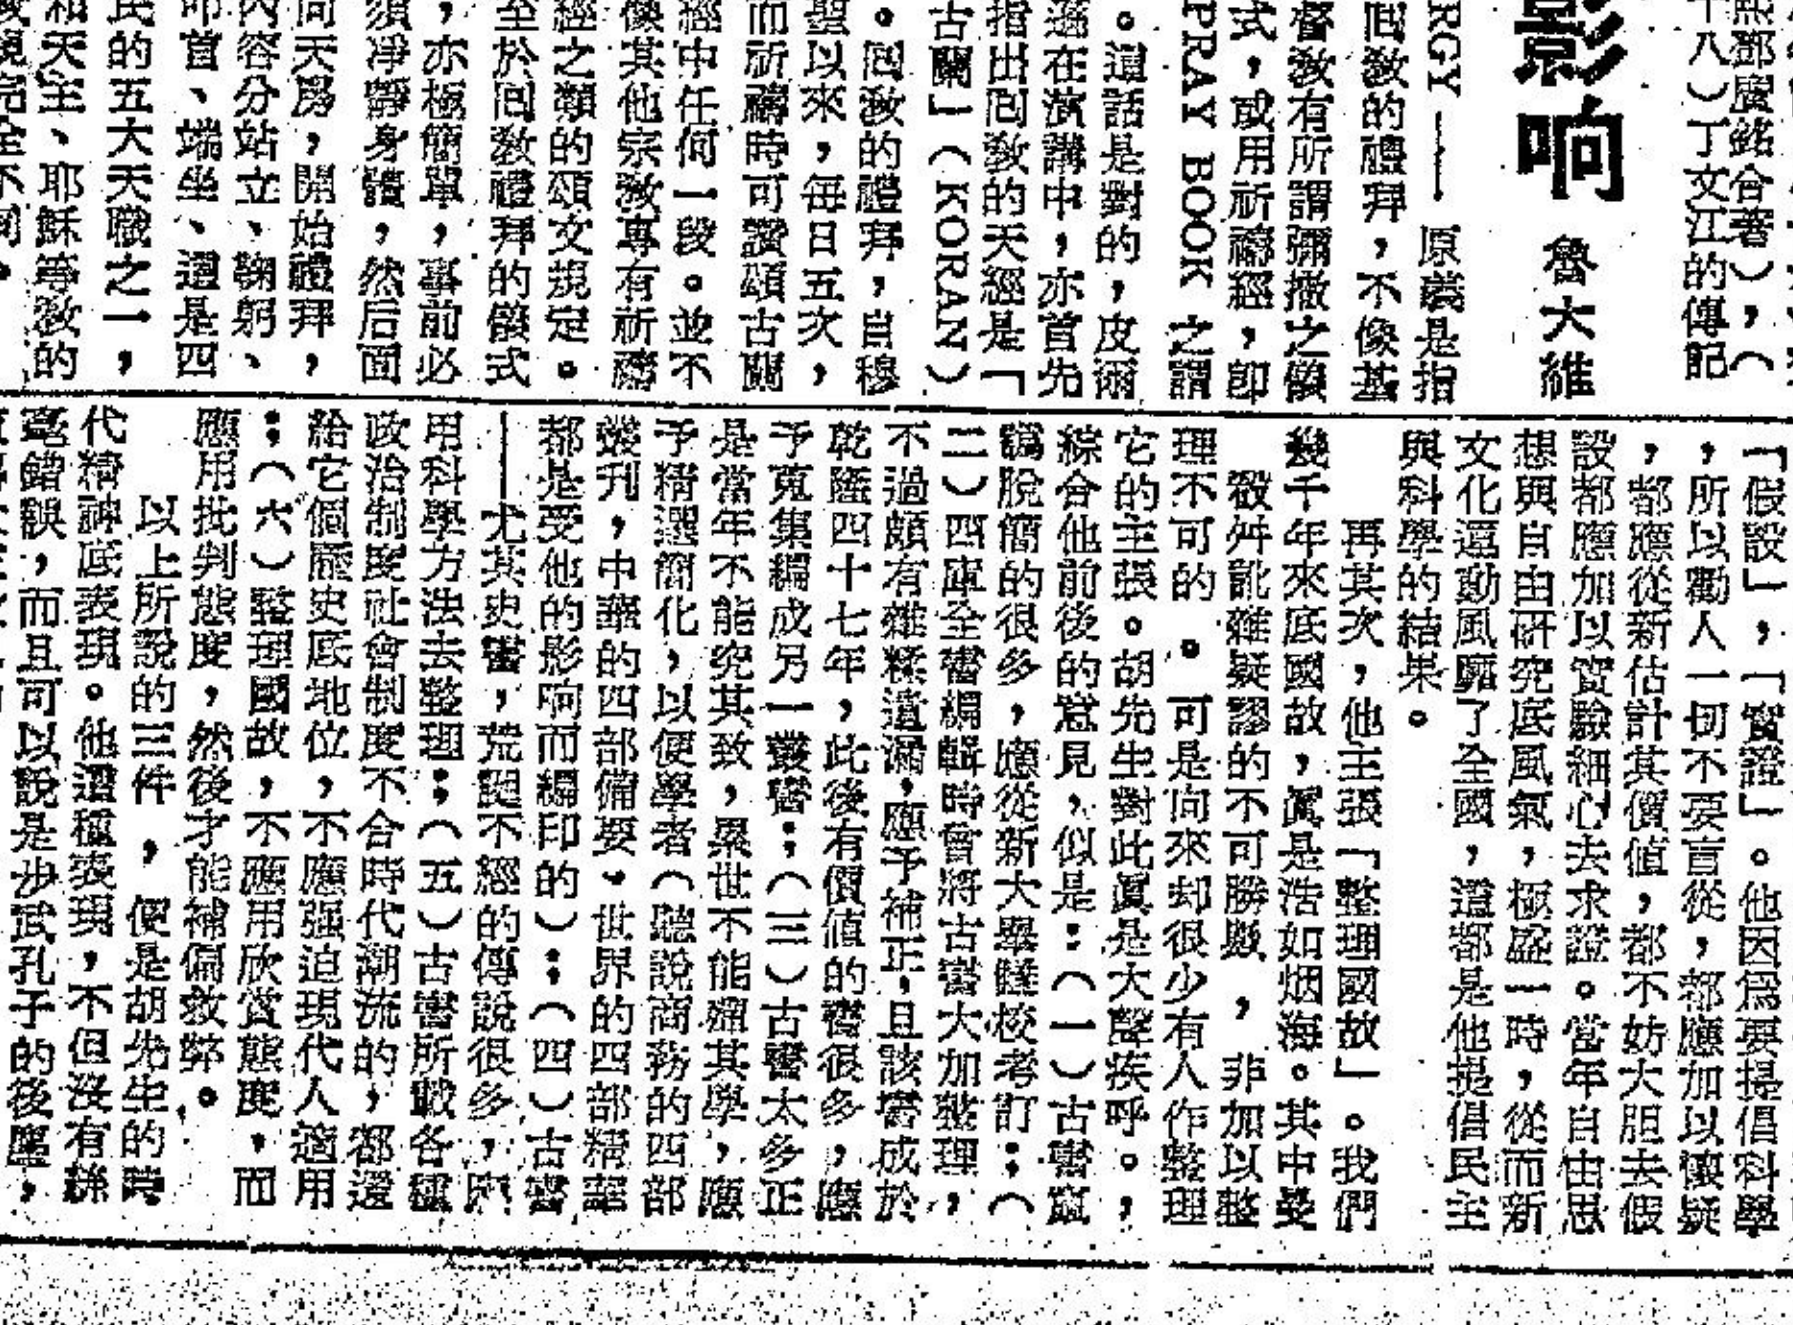 熙鄧廣銘合著），（
十八）丁文江的傳記
影响
魯大維
RGY——原義是指
回教的禮拜，不像基
督敎有所謂彌撒之儀
式，或用祈禱經，卽
PRAY BOOK 之謂
。這話是對的，皮爾
遜在演講中，亦首先
指出回敎的天經是「
古蘭」（KORAN）
。回敎的禮拜，自穆
聖以來，每日五次，
而祈禱時可讚頌古蘭
經中任何一段。並不
像其他宗敎專有祈禱
經之類的頌文規定。
至於回敎禮拜的儀式
，亦極簡單，事前必
須淨靜身體，然后面
向天房，開始禮拜，
內容分站立、鞠躬、
叩首、端坐、這是四
民的五大天職之一，
和天主、耶穌等敎的
完全不同。
「假設」，「實證」。他因爲要提倡科學
，所以勸人一切不要盲從，都應加以懷疑
，都應從新估計其價值，都不妨大胆去假
設都應加以實驗細心去求證。當年自由思
想與自由研究底風氣，極盛一時，從而新
文化運動風靡了全國，這都是他提倡民主
與科學的結果。
再其次，他主張「整理國故」。我們
幾千年來底國故，眞是浩如烟海。其中曼
殽舛訛雜疑謬的不可勝數，非加以整
理不可的。可是向來却很少有人作整理
它的主張。胡先生對此眞是大聲疾呼。，
綜合他前後的意見，似是：（一）古書竄
譌脫簡的很多，應從新大舉讎校考訂；（
二）四庫全書編輯時會將古書大加整理，
不過頗有雜糅遺漏，應予補正，且該書成於
乾隆四十七年，此後有價値的書很多，應
予蒐集編成另一叢書；（三）古書太多正
是當年不能究其致，累世不能殫其學，應
予精選簡化，以便學者（聽說商務的四部
叢刋，中華的四部備要、世界的四部精華
都是受他的影响而編印的）；（四）古書
——尤其史書，荒誕不經的傳說很多，應
用科學方法去整理；（五）古書所載各種
政治制度社會制度不合時代潮流的，都還
給它個歷史底地位，不應强迫現代人適用
；（六）整理國故，不應用欣賞態度，而
應用批判態度，然後才能補偏救弊。
以上所說的三件，便是胡先生的時
代精神底表現。他這種表現，不但沒有絲
毫錯誤，而且可以說是步武孔子的後塵，